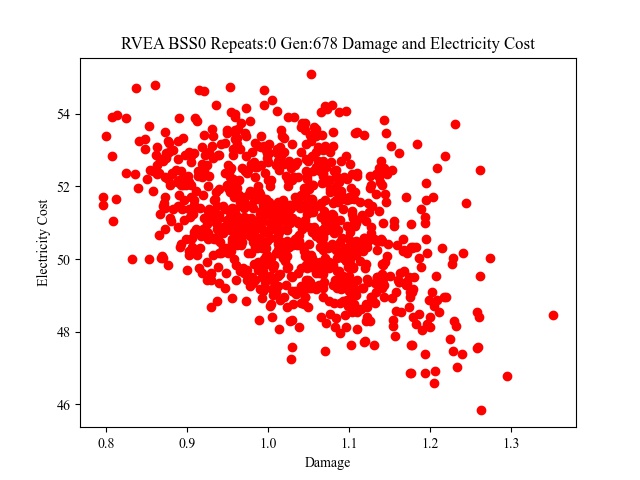 RVEA BSS0 Repeats:0 Gen:678 Damage and Electricity Cost
54
52
50
48
46
Electricity Cost
0.8 0.9 1.0 1.1 1.2 1.3
Damage